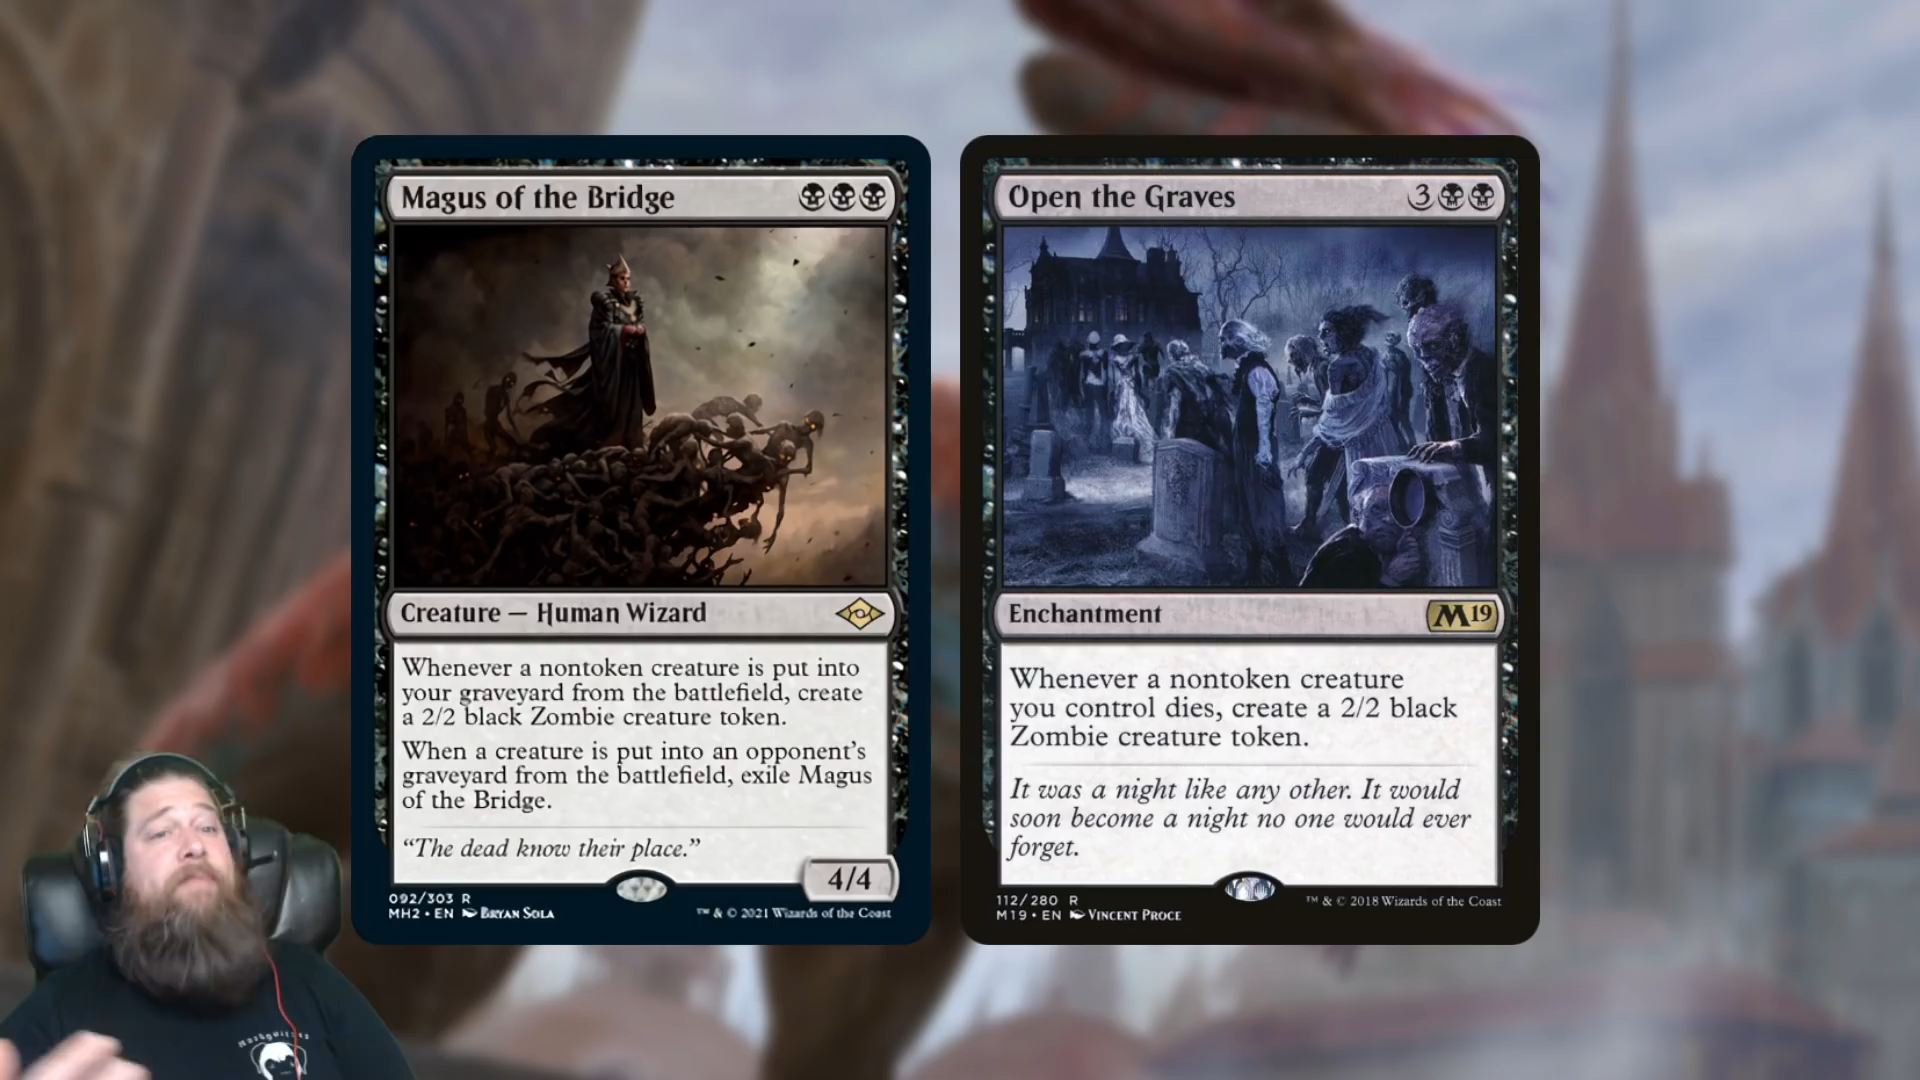 Magus of the Bridge
Creature — Human Wizard
Whenever a nontoken creature is put into
your graveyard from the battlefield, create
a 2/2 black Zombie creature token.
When a creature is put into an opponent’s
graveyard from the battlefield, exile Magus
of the Bridge.
“The dead know their place.”
4/4
092/303 R
MH2 • EN Bryan Sola
™ & © 2021 Wizards of the Coast
Open the Graves 3
Enchantment M19
Whenever a nontoken creature
you control dies, create a 2/2 black
Zombie creature token.
It was a night like any other. It would
soon become a night no one would ever
forget.
112/280 R
M19 • EN Vincent Proce
™ & © 2018 Wizards of the Coast